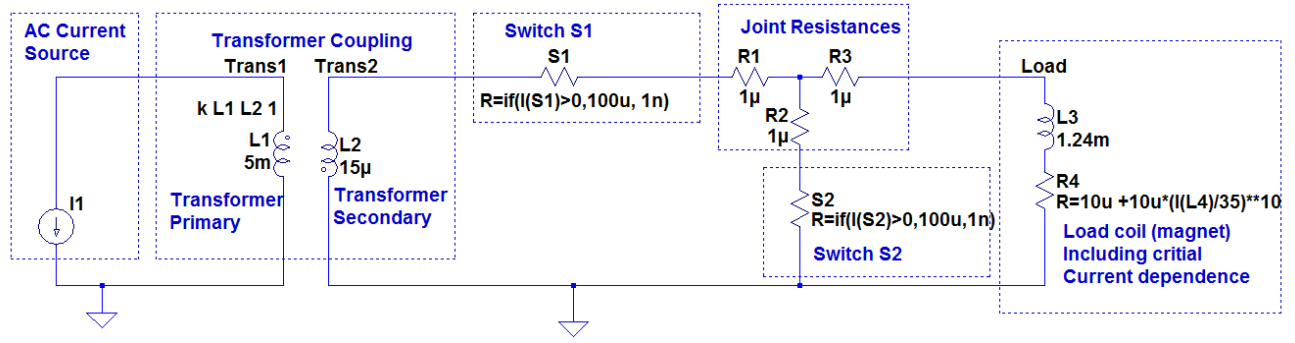 AC Current
Source
I1
Transformer Coupling
Trans1
Trans2
k L1 L2 1
L1
5m
L2
15µ
Transformer
Primary
Transformer
Secondary
Switch S1
S1
R=if(I(S1)>0,100u, 1n)
Joint Resistances
R1
1µ
R3
1µ
R2
1µ
S2
R=if(I(S2)>0,100u,1n)
Switch S2
Load
L3
1.24m
R4
R=10u +10u*(I(L4)/35)**10
Load coil (magnet)
Including critial
Current dependence